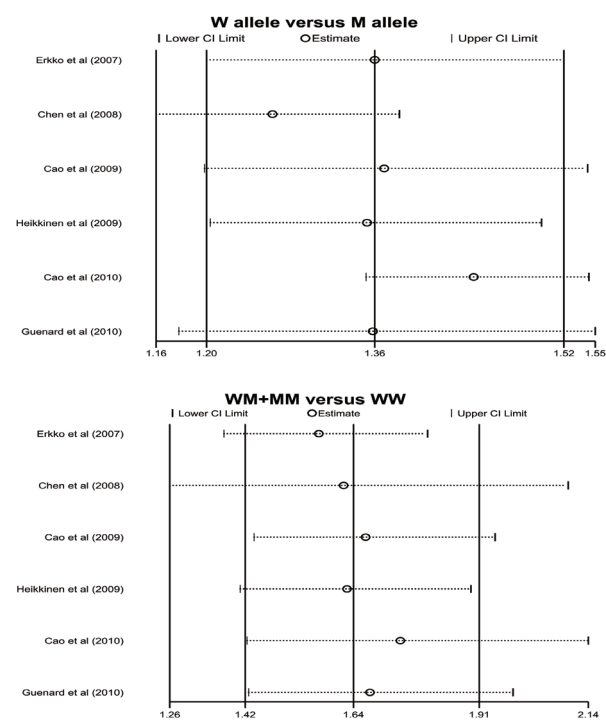 W allele versus M allele
Lower CI Limit Estimate Upper CI Limit
Erkko et al (2007)
Chen et al (2008)
Cao et al (2009)
Heikkinen et al (2009)
Cao et al (2010)
Guenard et al (2010)
1.16 1.20 1.36 1.52 1.55
WM+MM versus WW
Lower CI Limit Estimate Upper CI Limit
Erkko et al (2007)
Chen et al (2008)
Cao et al (2009)
Heikkinen et al (2009)
Cao et al (2010)
Guenard et al (2010)
1.26 1.42 1.64 1.91 2.14